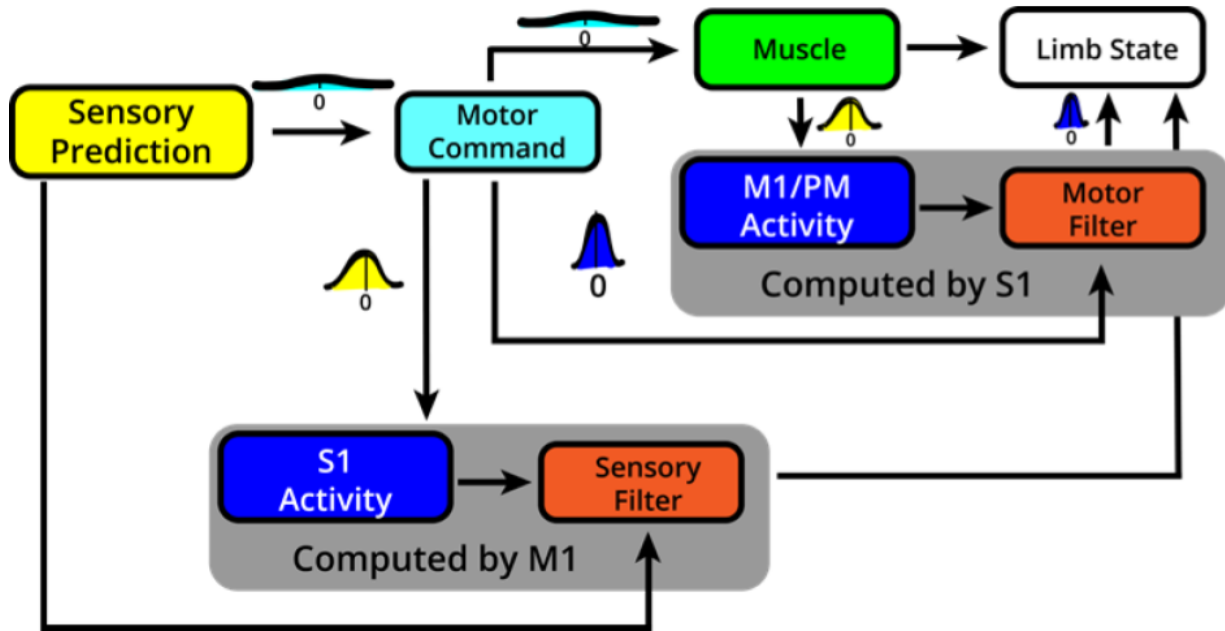 0
Muscle
Limb State
0
Sensory
Prediction
Motor
Command
0
0
M1/PM
Activity
Motor
Filter
0
0
Computed by S1
S1
Activity
Sensory
Filter
Computed by M1